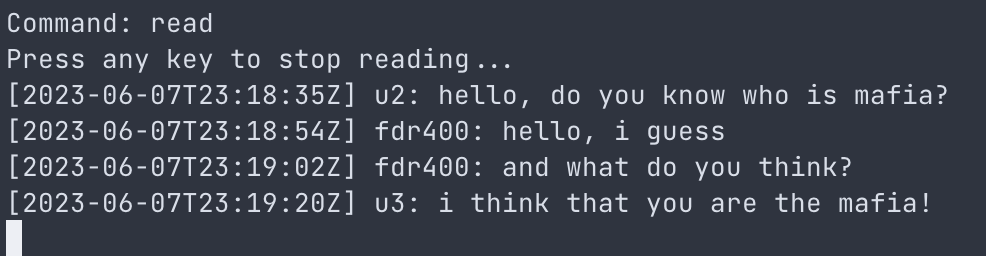 Command: read
Press any key to stop reading...
[2023-06-07T23:18:35Z] u2: hello, do you know who is mafia?
[2023-06-07T23:18:54Z] fdr400: hello, i guess
[2023-06-07T23:19:02Z] fdr400: and what do you think?
[2023-06-07T23:19:20Z] u3: i think that you are the mafia!